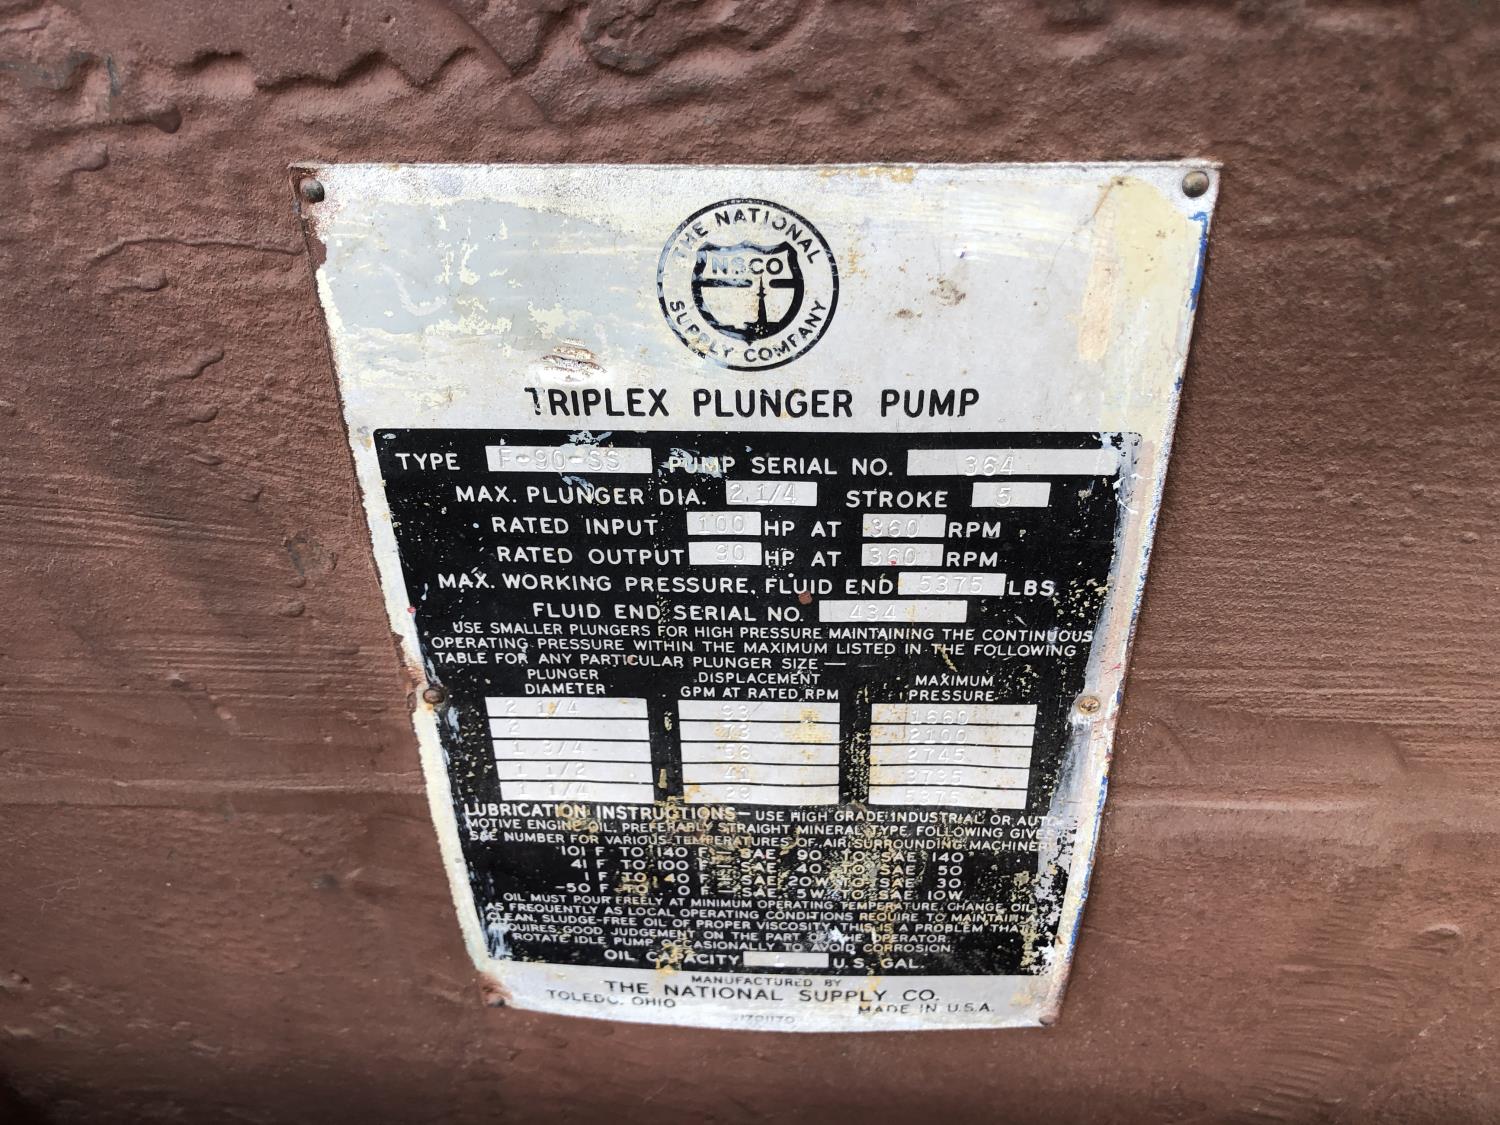 THE NATIONAL
NSCO
SUPPLY COMPANY
TRIPLEX PLUNGER PUMP
TYPE F-90-SS PUMP SERIAL NO. 364
MAX. PLUNGER DIA. 2 1/4 STROKE 5
RATED INPUT 100 HP AT 360 RPM
RATED OUTPUT 90 HP AT 360 RPM
MAX. WORKING PRESSURE, FLUID END 5375 LBS.
FLUID END SERIAL NO. 434
USE SMALLER PLUNGERS FOR HIGH PRESSURE MAINTAINING THE CONTINUOUS
OPERATING PRESSURE WITHIN THE MAXIMUM LISTED IN THE FOLLOWING
TABLE FOR ANY PARTICULAR PLUNGER SIZE —
PLUNGER DIAMETER DISPLACEMENT GPM AT RATED RPM MAXIMUM PRESSURE
2 1/4 93 1660
2 73 2100
1 3/4 56 2745
1 1/2 41 3735
1 1/4 28 5375
LUBRICATION INSTRUCTIONS— USE HIGH GRADE INDUSTRIAL OR AUTO-
MOTIVE ENGINE OIL, PREFERABLY STRAIGHT MINERAL TYPE. FOLLOWING GIVES
SAE NUMBER FOR VARIOUS TEMPERATURES OF AIR SURROUNDING MACHINERY
101 F TO 140 F — SAE 90 TO SAE 140
41 F TO 100 F — SAE 40 TO SAE 50
1 F TO 40 F — SAE 20W TO SAE 30
-50 F TO 0 F — SAE 5W TO SAE 10W
OIL MUST POUR FREELY AT MINIMUM OPERATING TEMPERATURE. CHANGE OIL
AS FREQUENTLY AS LOCAL OPERATING CONDITIONS REQUIRE TO MAINTAIN A
CLEAN, SLUDGE-FREE OIL OF PROPER VISCOSITY. THIS IS A PROBLEM THAT
REQUIRES GOOD JUDGEMENT ON THE PART OF THE OPERATOR.
ROTATE IDLE PUMP OCCASIONALLY TO AVOID CORROSION.
OIL CAPACITY 1 U.S. GAL.
MANUFACTURED BY
THE NATIONAL SUPPLY CO.
TOLEDO, OHIO MADE IN U.S.A.